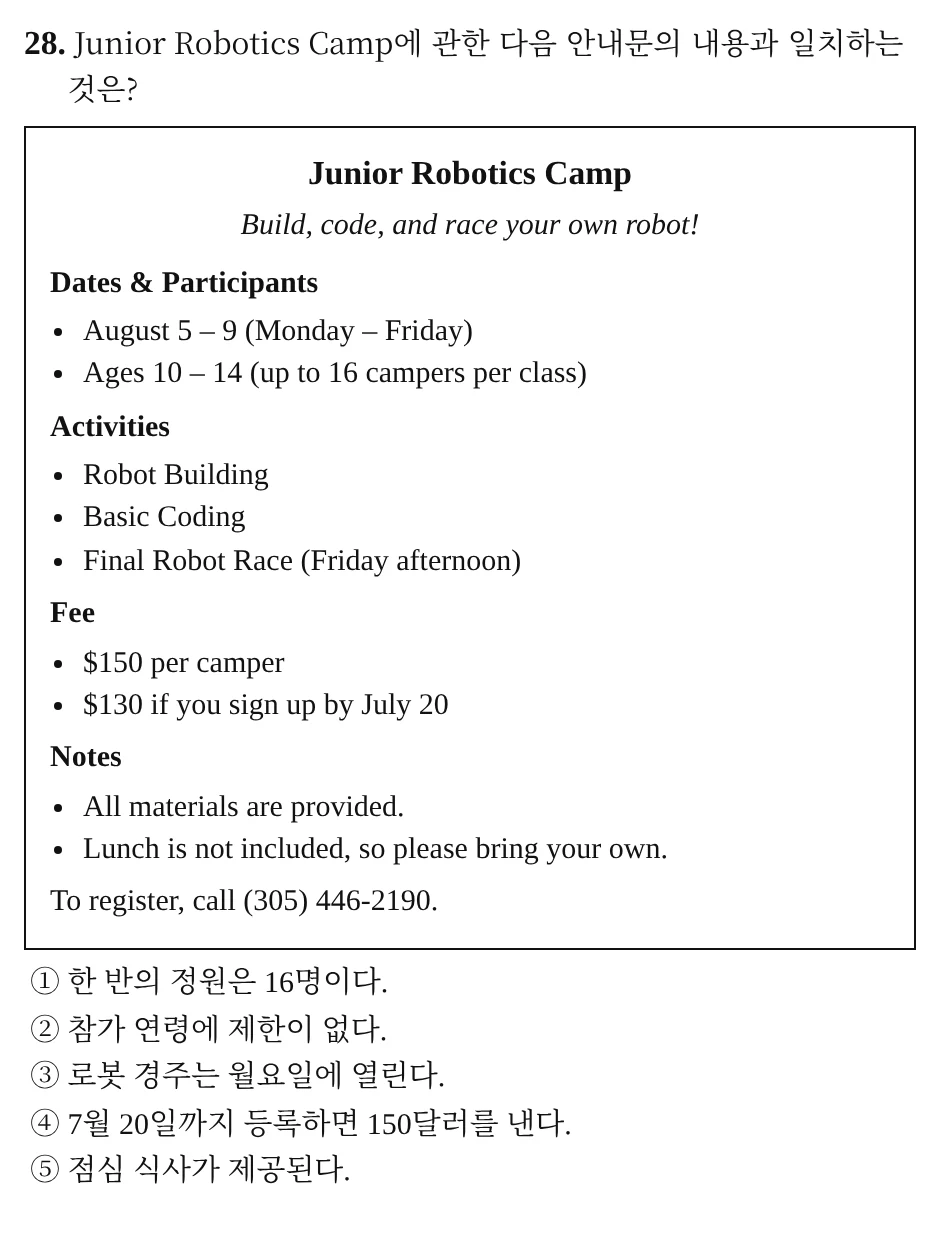 28. Junior Robotics Camp에 관한 다음 안내문의 내용과 일치하는
것은?
Junior Robotics Camp
Build, code, and race your own robot!
Dates & Participants
• August 5 – 9 (Monday – Friday)
• Ages 10 – 14 (up to 16 campers per class)
Activities
• Robot Building
• Basic Coding
• Final Robot Race (Friday afternoon)
Fee
• $150 per camper
• $130 if you sign up by July 20
Notes
• All materials are provided.
• Lunch is not included, so please bring your own.
To register, call (305) 446-2190.
① 한 반의 정원은 16명이다.
② 참가 연령에 제한이 없다.
③ 로봇 경주는 월요일에 열린다.
④ 7월 20일까지 등록하면 150달러를 낸다.
⑤ 점심 식사가 제공된다.